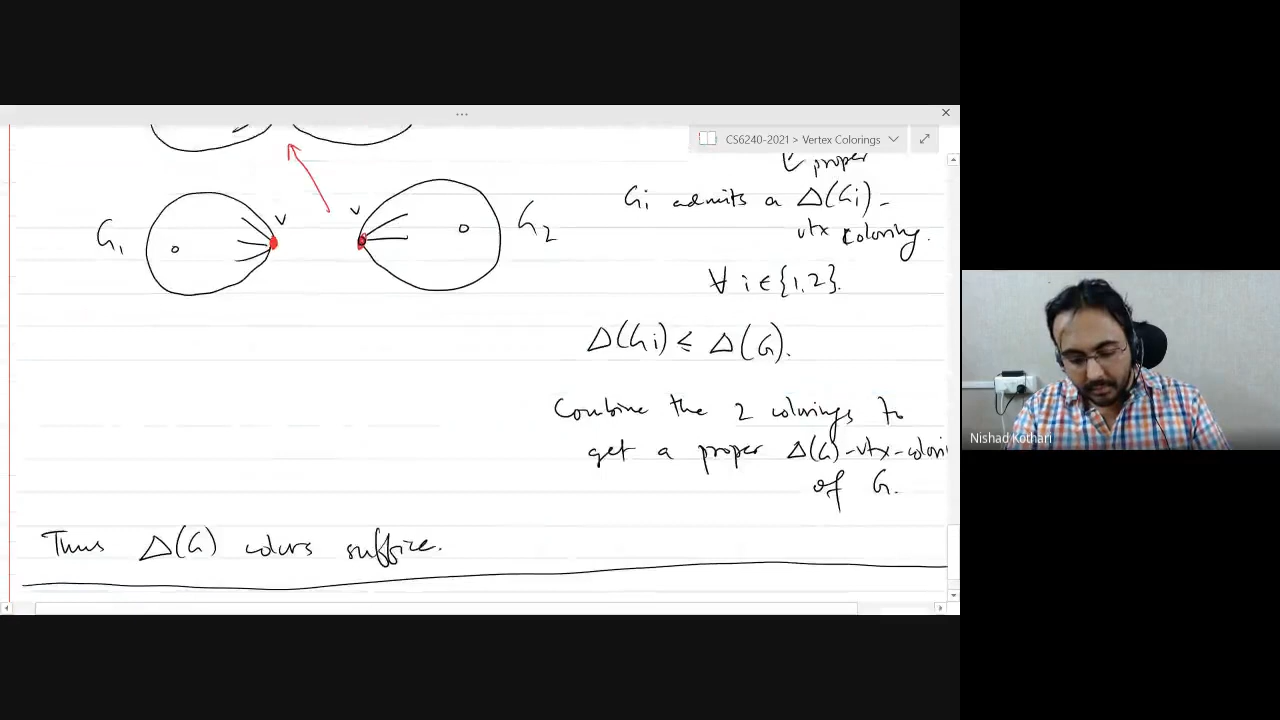 CS6240-2021 > Vertex Colorings
proper
Gi admits a Δ(Gi)-
vtx coloring.
∀ i ∈ {1,2}.
G1
v
v
G2
Δ(Gi) ≤ Δ(G).
Combine the 2 colorings to
get a proper Δ(G)-vtx-colori
of G.
Thus Δ(G) colors suffice.
Nishad Kothari